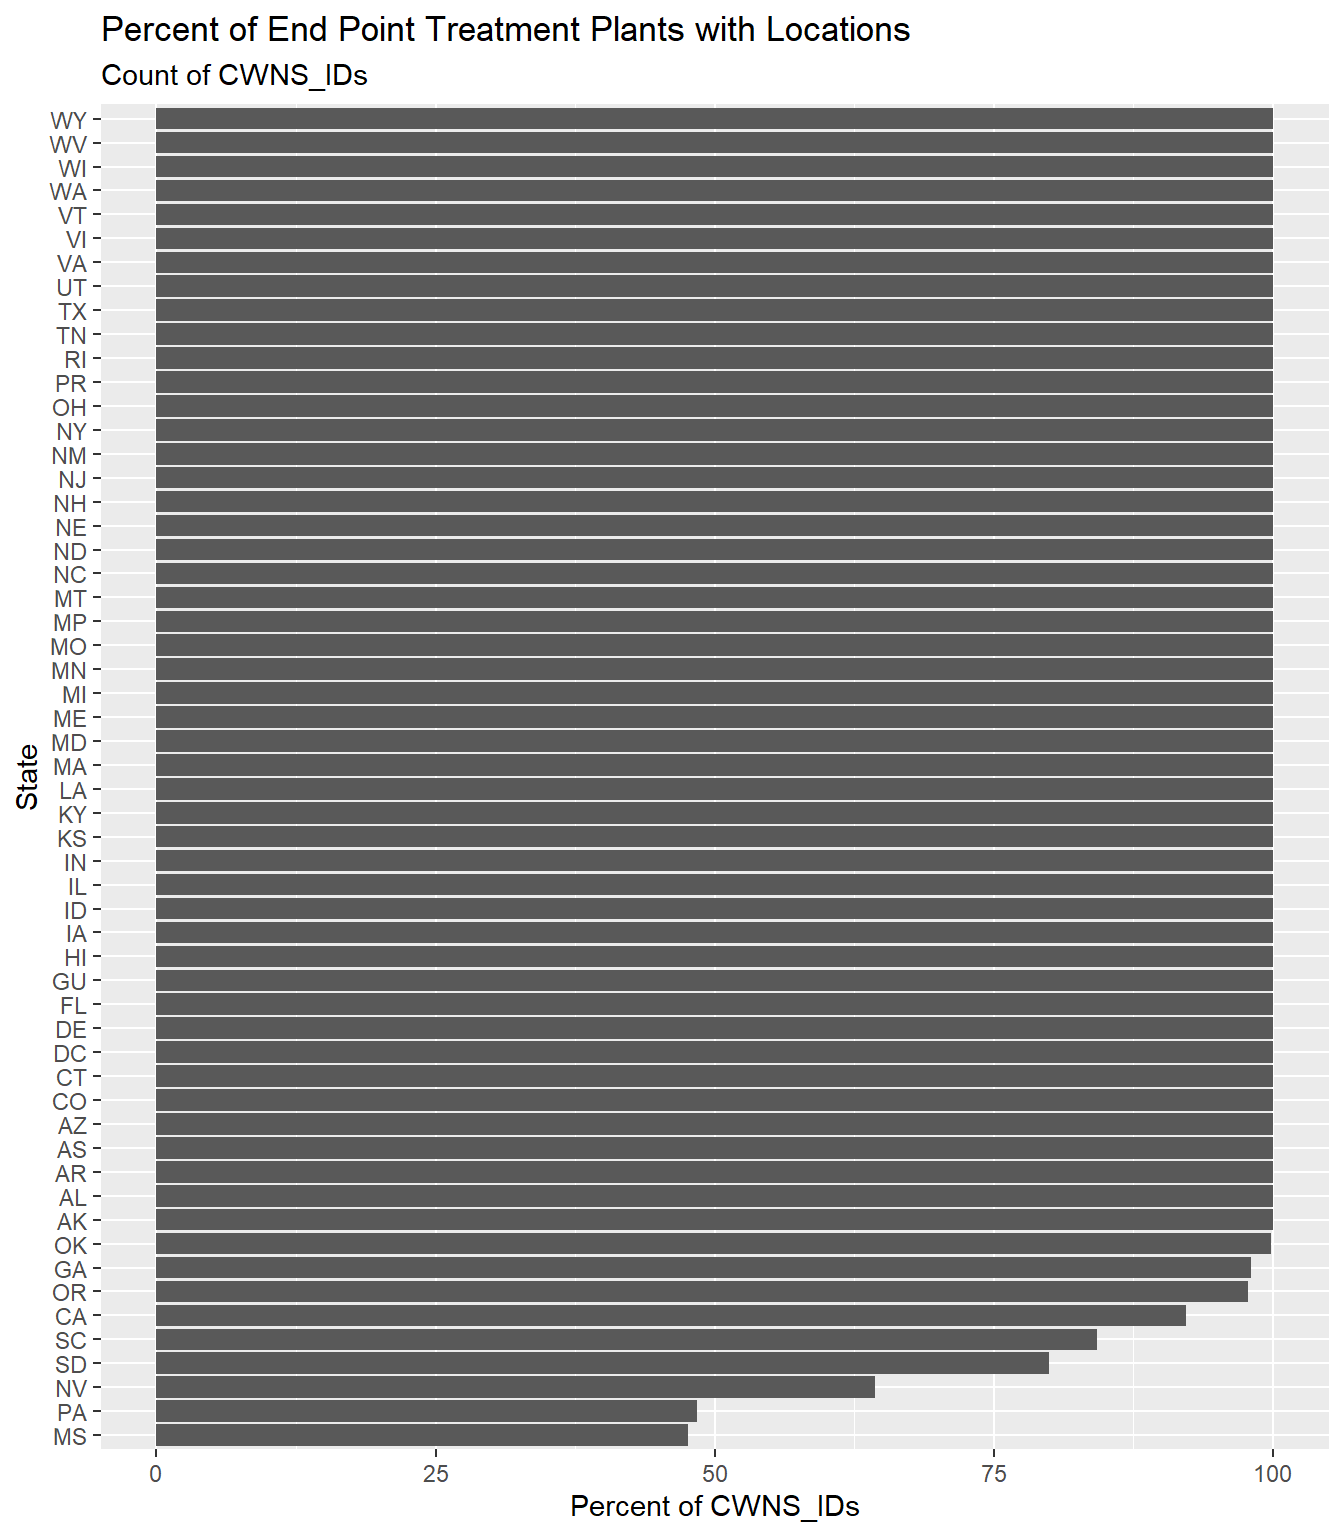 Percent of End Point Treatment Plants with Locations
Count of CWNS_IDs
WY
WV
WI
WA
VT
VI
VA
UT
TX
TN
RI
PR
OH
NY
NM
NJ
NH
NE
ND
NC
MT
MP
MO
MN
MI
ME
MD
MA
LA
KY
KS
IN
IL
ID
IA
HI
GU
FL
DE
DC
CT
CO
AZ
AS
AR
AL
AK
OK
GA
OR
CA
SC
SD
NV
PA
MS
State
0 25 50 75 100
Percent of CWNS_IDs